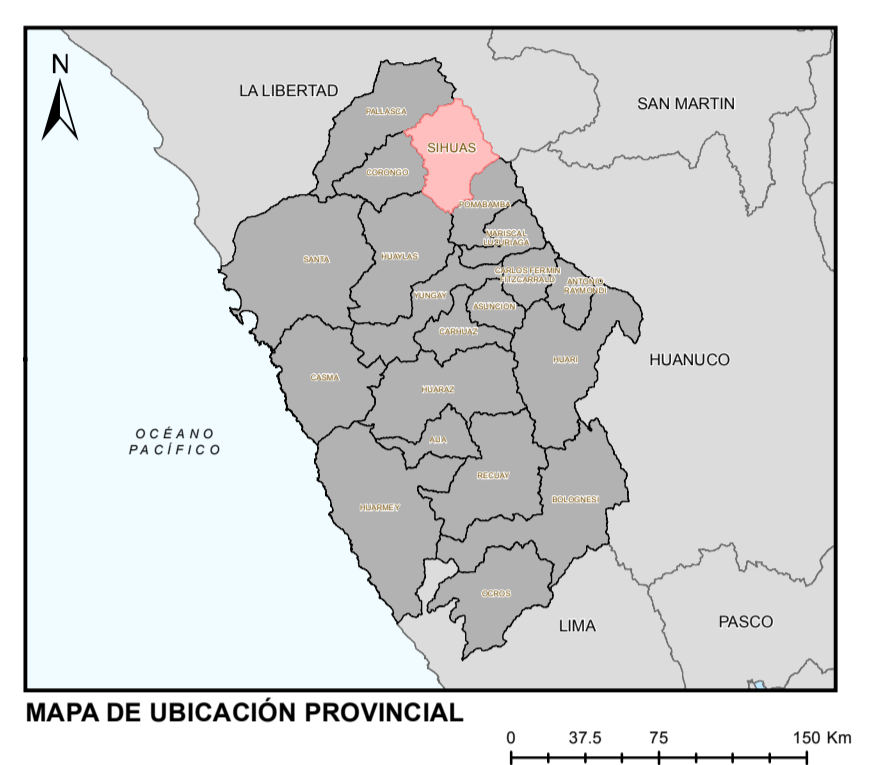 N
LA LIBERTAD
SAN MARTIN
PALLASCA
SIHUAS
CORONGO
POMABAMBA
MARISCAL
LUZURIAGA
SANTA
HUAYLAS
CARLOS FERMIN
FITZCARRALD
ANTONIO
RAYMONDI
YUNGAY
ASUNCION
CARHUAZ
HUARI
HUANUCO
CASMA
HUARAZ
OCÉANO
PACÍFICO
AIJA
RECUAY
BOLOGNESI
HUARMEY
OCROS
LIMA
PASCO
MAPA DE UBICACIÓN PROVINCIAL
0 37.5 75 150 Km